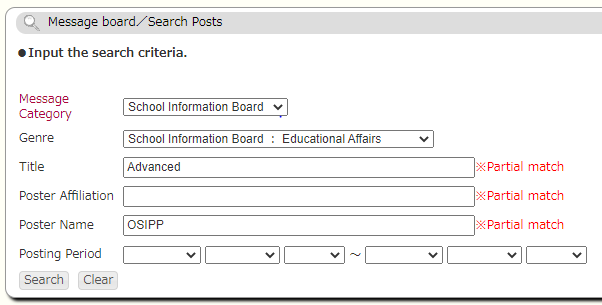 Message board／Search Posts
●Input the search criteria.
Message
Category
School Information Board
Genre
School Information Board ： Educational Affairs
Title
Advanced
※Partial match
Poster Affiliation
※Partial match
Poster Name
OSIPP
※Partial match
Posting Period
～
Search Clear